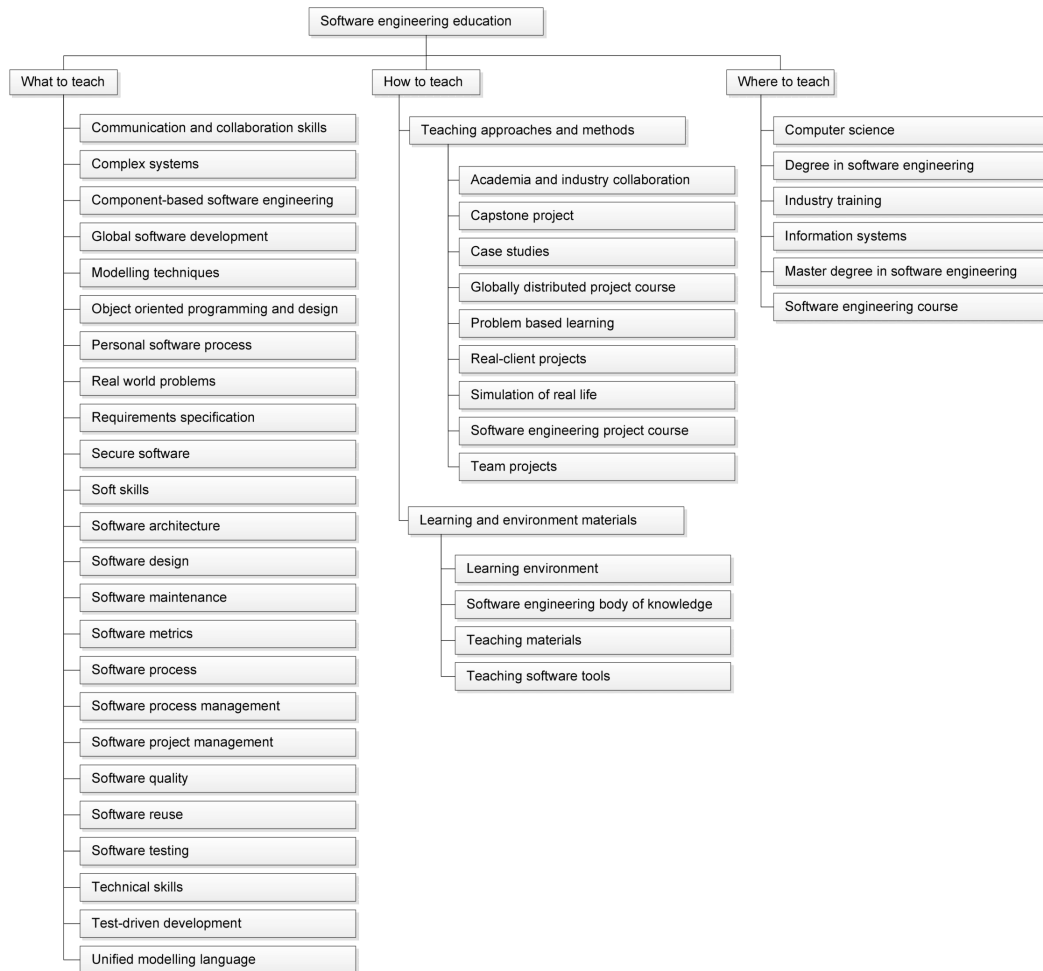 Software engineering education
What to teach
Communication and collaboration skills
Complex systems
Component-based software engineering
Global software development
Modelling techniques
Object oriented programming and design
Personal software process
Real world problems
Requirements specification
Secure software
Soft skills
Software architecture
Software design
Software maintenance
Software metrics
Software process
Software process management
Software project management
Software quality
Software reuse
Software testing
Technical skills
Test-driven development
Unified modelling language
How to teach
Teaching approaches and methods
Academia and industry collaboration
Capstone project
Case studies
Globally distributed project course
Problem based learning
Real-client projects
Simulation of real life
Software engineering project course
Team projects
Learning and environment materials
Learning environment
Software engineering body of knowledge
Teaching materials
Teaching software tools
Where to teach
Computer science
Degree in software engineering
Industry training
Information systems
Master degree in software engineering
Software engineering course